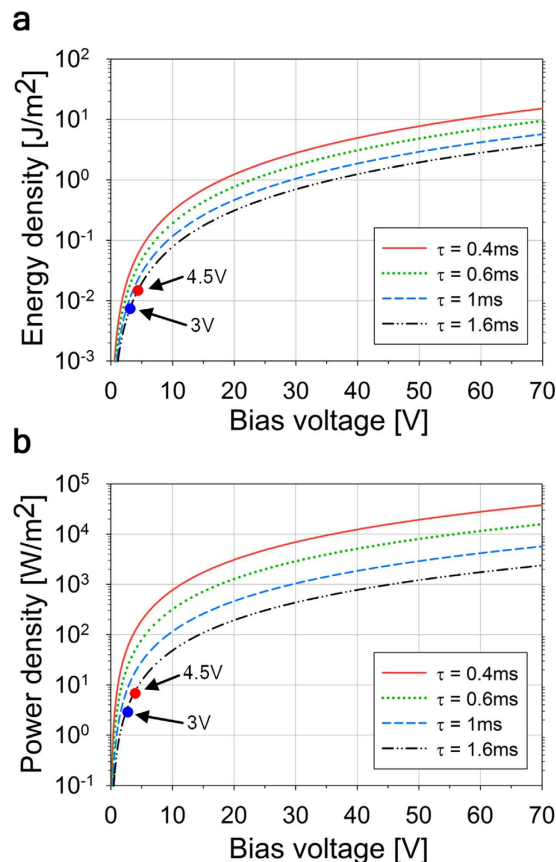 a
Energy density [J/m2]
10^2
10^1
10^0
10^-1
10^-2
10^-3
4.5V
3V
τ = 0.4ms
τ = 0.6ms
τ = 1ms
τ = 1.6ms
0 10 20 30 40 50 60 70
Bias voltage [V]
b
Power density [W/m²]
10^5
10^4
10^3
10^2
10^1
10^0
10^-1
4.5V
3V
τ = 0.4ms
τ = 0.6ms
τ = 1ms
τ = 1.6ms
0 10 20 30 40 50 60 70
Bias voltage [V]